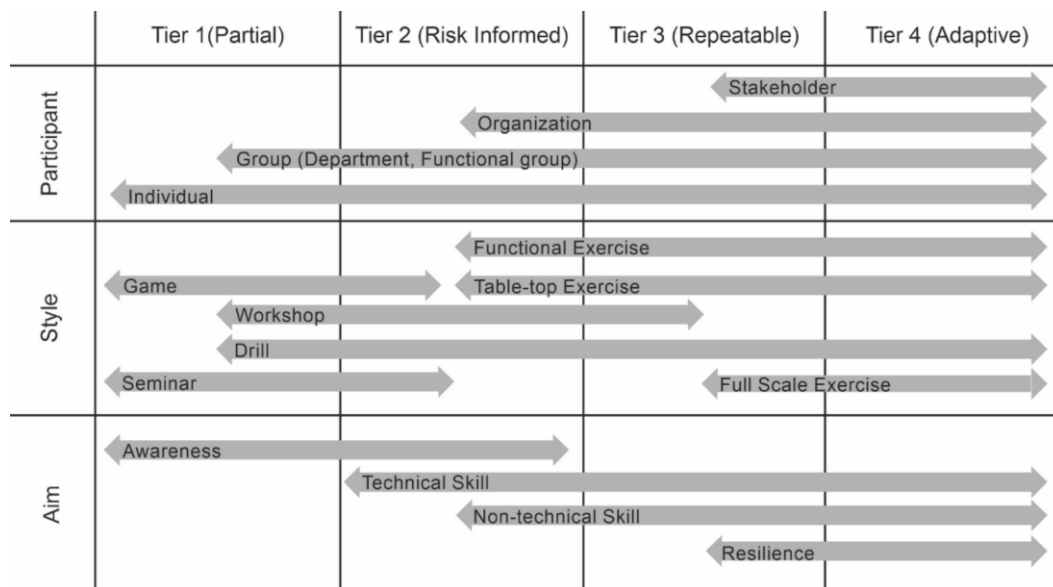 Tier 1(Partial)
Tier 2 (Risk Informed)
Tier 3 (Repeatable)
Tier 4 (Adaptive)
Participant
Stakeholder
Organization
Group (Department, Functional group)
Individual
Style
Functional Exercise
Game
Table-top Exercise
Workshop
Drill
Seminar
Full Scale Exercise
Aim
Awareness
Technical Skill
Non-technical Skill
Resilience